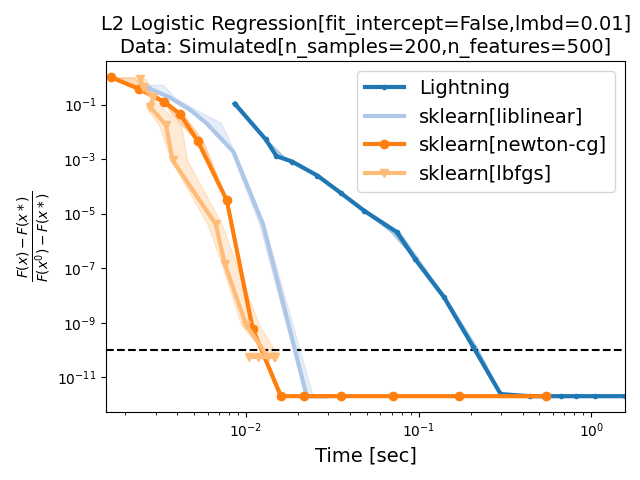 L2 Logistic Regression[fit_intercept=False,lmbd=0.01]
Data: Simulated[n_samples=200,n_features=500]
Lightning
sklearn[liblinear]
sklearn[newton-cg]
sklearn[lbfgs]
F(x) − F(x*)
F(x⁰) − F(x*)
10⁻¹
10⁻³
10⁻⁵
10⁻⁷
10⁻⁹
10⁻¹¹
10⁻² 10⁻¹ 10⁰
Time [sec]